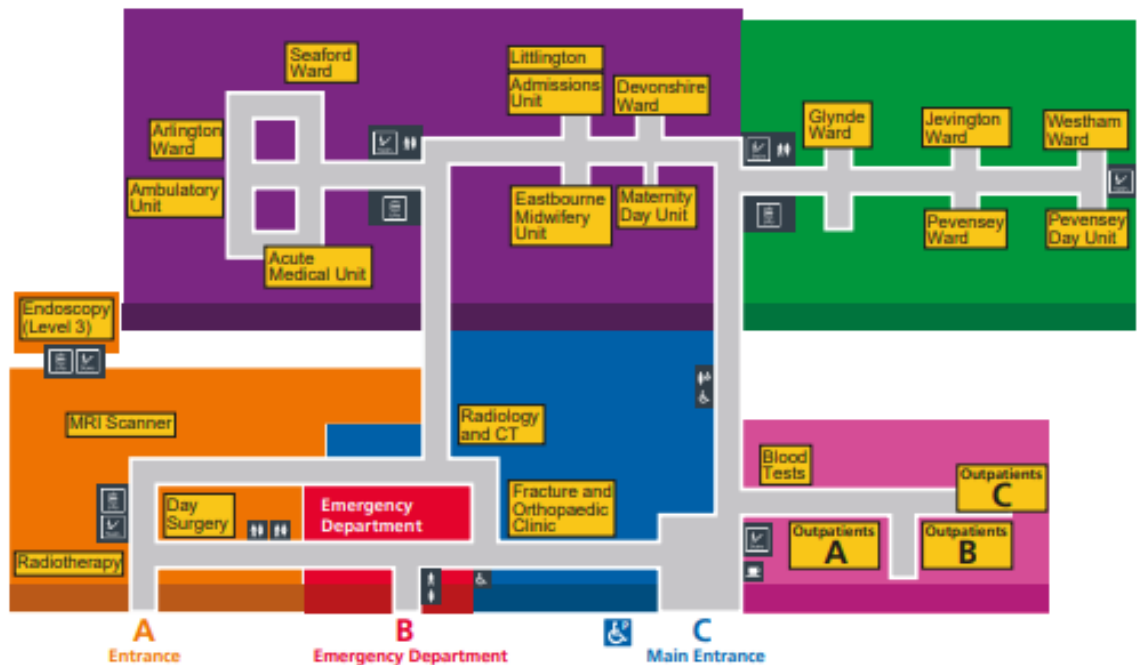 Seaford
Ward
Littlington
Admissions
Unit
Devonshire
Ward
Arlington
Ward
Glynde
Ward
Jevington
Ward
Westham
Ward
Ambulatory
Unit
Eastbourne
Midwifery
Unit
Maternity
Day Unit
Pevensey
Ward
Pevensey
Day Unit
Acute
Medical Unit
Endoscopy
(Level 3)
MRI Scanner
Radiology
and CT
Blood
Tests
Outpatients
C
Day
Surgery
Emergency
Department
Fracture and
Orthopaedic
Clinic
Outpatients
A
Outpatients
B
Radiotherapy
A
Entrance
B
Emergency Department
P
C
Main Entrance